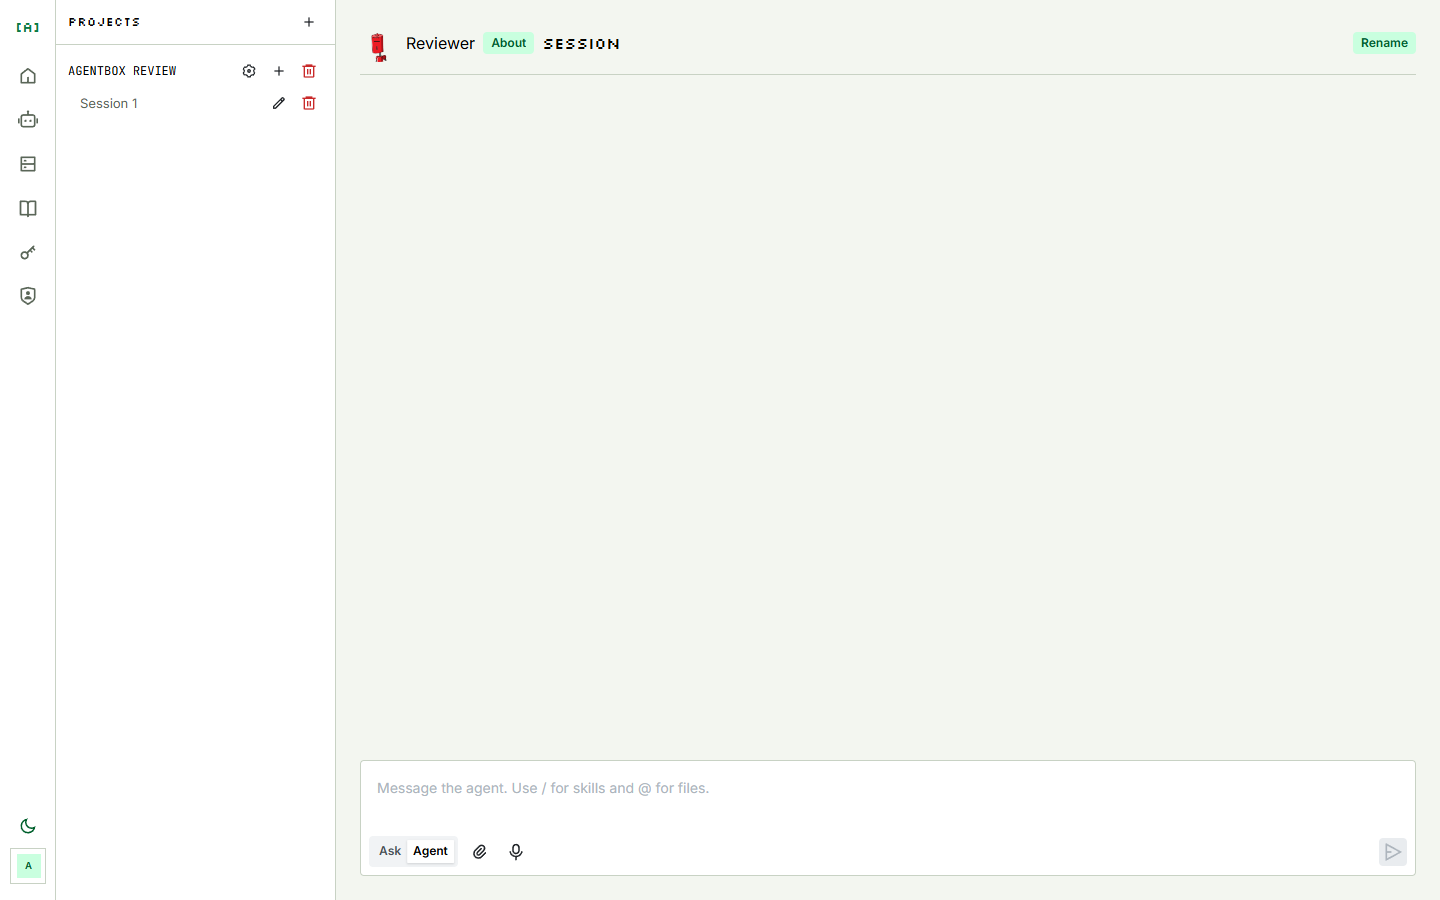 [A]
PROJECTS
AGENTBOX REVIEW
Session 1
Reviewer About SESSION
Rename
Message the agent. Use / for skills and @ for files.
Ask Agent
A